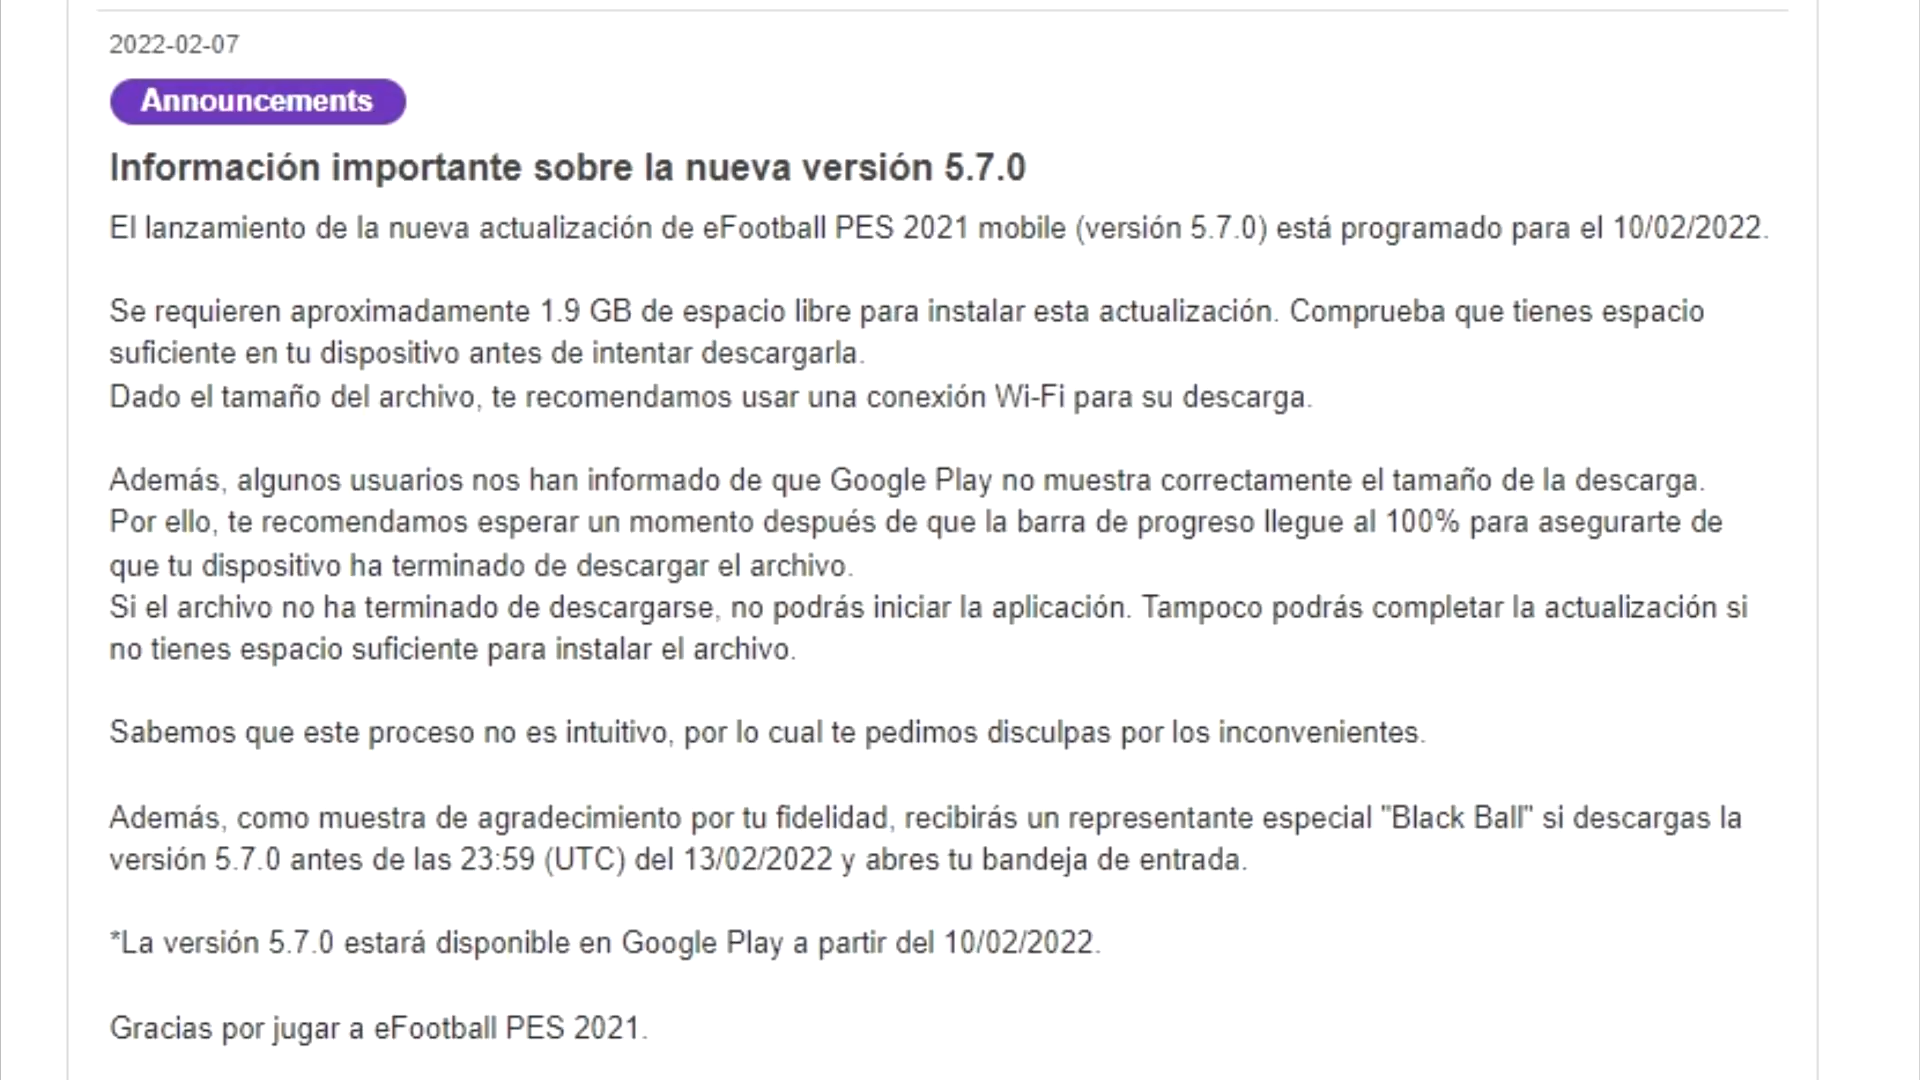 2022-02-07
Announcements
Información importante sobre la nueva versión 5.7.0
El lanzamiento de la nueva actualización de eFootball PES 2021 mobile (versión 5.7.0) está programado para el 10/02/2022.
Se requieren aproximadamente 1.9 GB de espacio libre para instalar esta actualización. Comprueba que tienes espacio
suficiente en tu dispositivo antes de intentar descargarla.
Dado el tamaño del archivo, te recomendamos usar una conexión Wi-Fi para su descarga.
Además, algunos usuarios nos han informado de que Google Play no muestra correctamente el tamaño de la descarga.
Por ello, te recomendamos esperar un momento después de que la barra de progreso llegue al 100% para asegurarte de
que tu dispositivo ha terminado de descargar el archivo.
Si el archivo no ha terminado de descargarse, no podrás iniciar la aplicación. Tampoco podrás completar la actualización si
no tienes espacio suficiente para instalar el archivo.
Sabemos que este proceso no es intuitivo, por lo cual te pedimos disculpas por los inconvenientes.
Además, como muestra de agradecimiento por tu fidelidad, recibirás un representante especial "Black Ball" si descargas la
versión 5.7.0 antes de las 23:59 (UTC) del 13/02/2022 y abres tu bandeja de entrada.
*La versión 5.7.0 estará disponible en Google Play a partir del 10/02/2022.
Gracias por jugar a eFootball PES 2021.